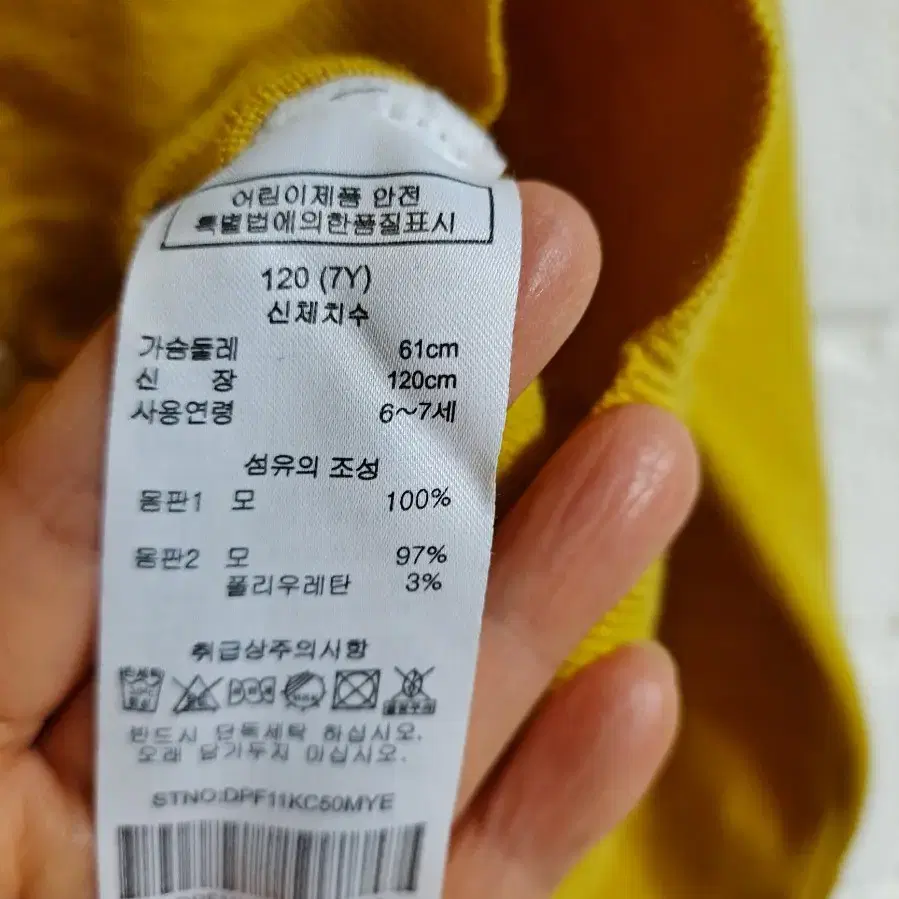 어린이제품 안전
특별법에의한품질표시
120 (7Y)
신체치수
가슴둘레 61cm
신 장 120cm
사용연령 6~7세
섬유의 조성
몸판1 모 100%
몸판2 모 97%
폴리우레탄 3%
취급상주의사항
반드시 단독세탁 하십시오.
오래 담가두지 마십시오.
STNO:DPF11KC50MYE